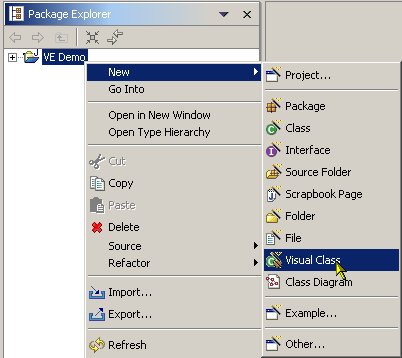 Package Explorer
VE Demo
New
Go Into
Open in New Window
Open Type Hierarchy
Cut
Copy
Paste
Delete
Source
Refactor
Import...
Export...
Refresh
Project...
Package
Class
Interface
Source Folder
Scrapbook Page
Folder
File
Visual Class
Class Diagram
Example...
Other...